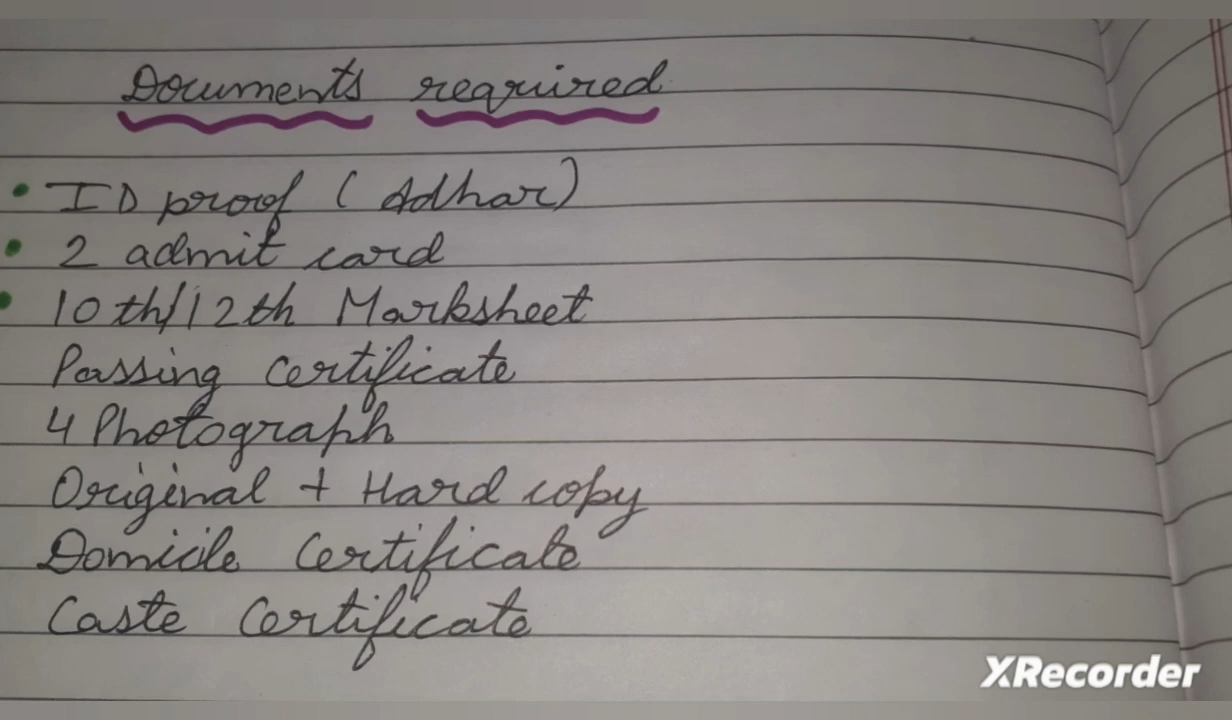 Documents required
• ID proof ( Adhar)
• 2 admit card
• 10th/12th Marksheet
Passing Certificate
4 Photograph
Original + Hard copy
Domicile Certificate
Caste Certificate
XRecorder